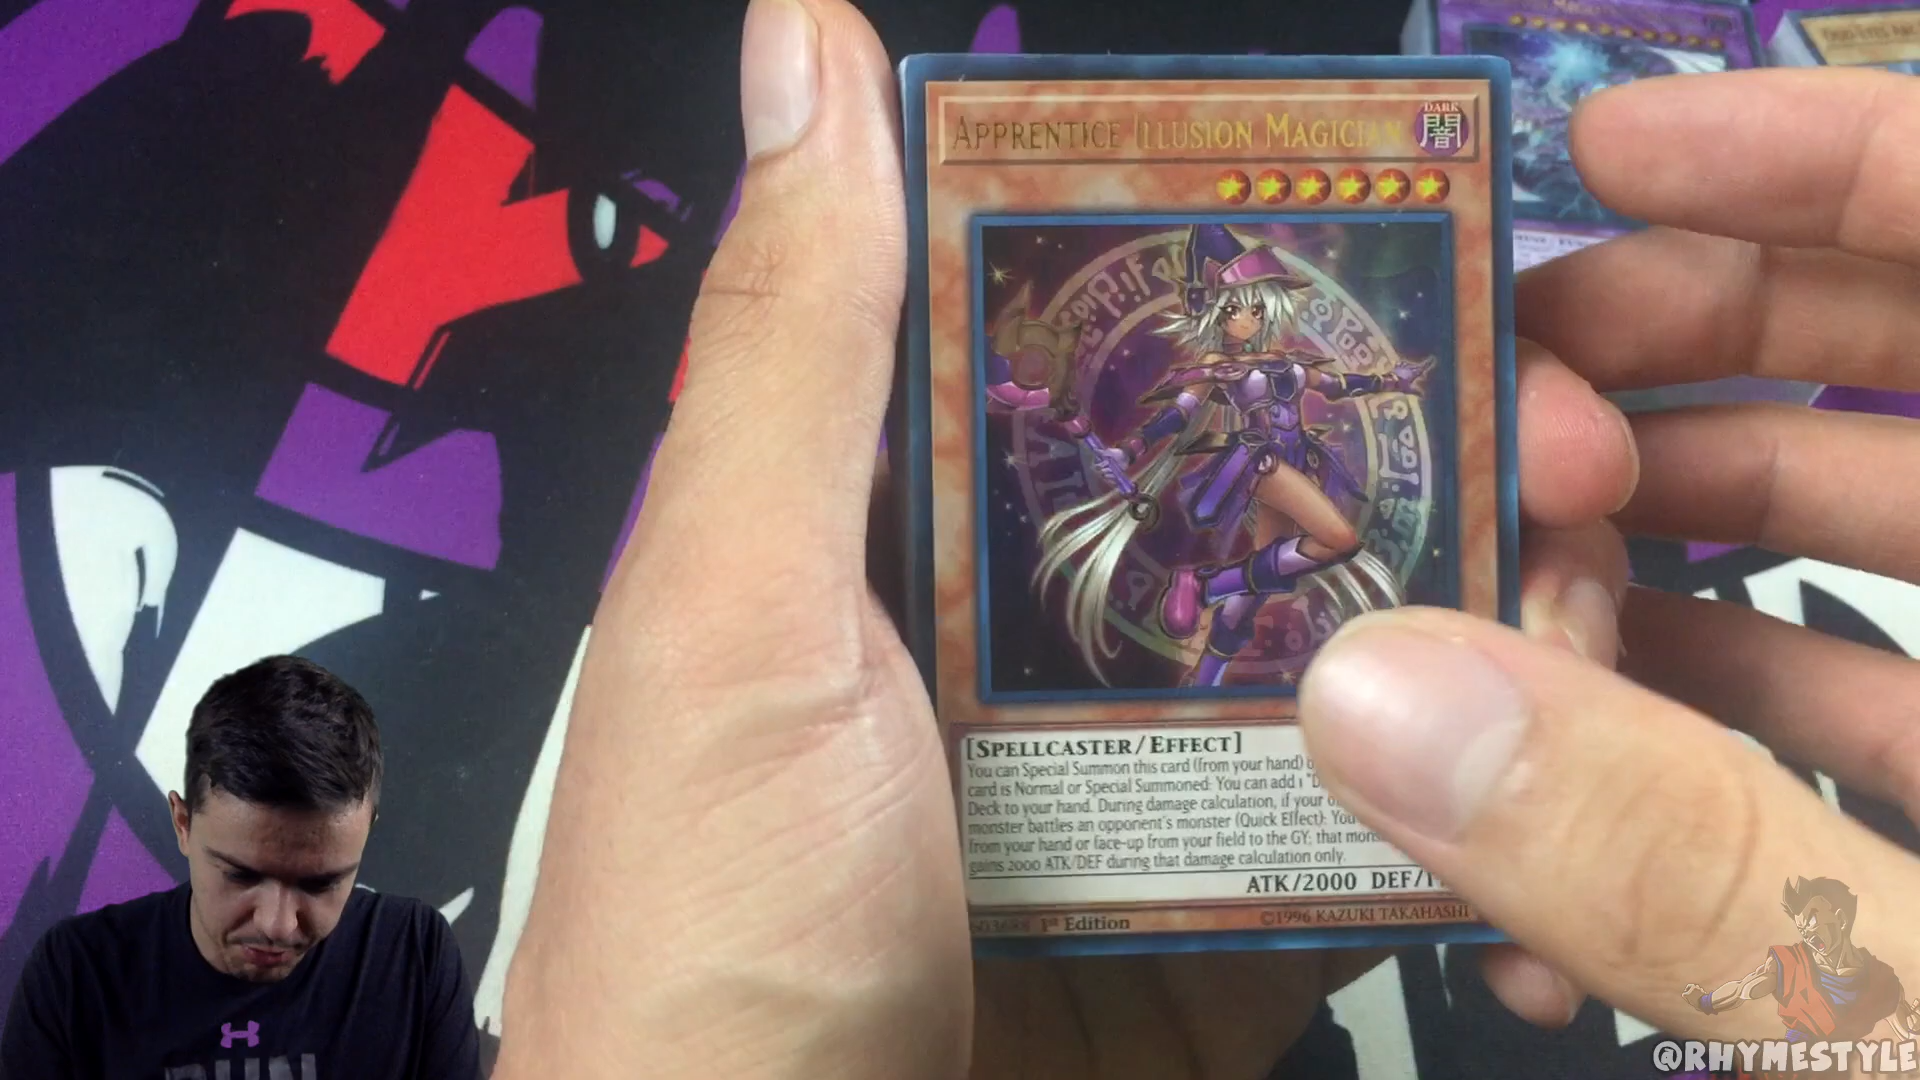 APPRENTICE ILLUSION MAGICIAN
DARK
闇
[SPELLCASTER/EFFECT]
You can Special Summon this card (from your hand)
card is Normal or Special Summoned: You can add 1
Deck to your hand. During damage calculation, if your
monster battles an opponent's monster (Quick Effect): You
from your hand or face-up from your field to the GY; that
gains 2000 ATK/DEF during that damage calculation only.
ATK/2000 DEF/1
1st Edition
©1996 KAZUKI TAKAHASHI
RUN
@RHYMESTYLE